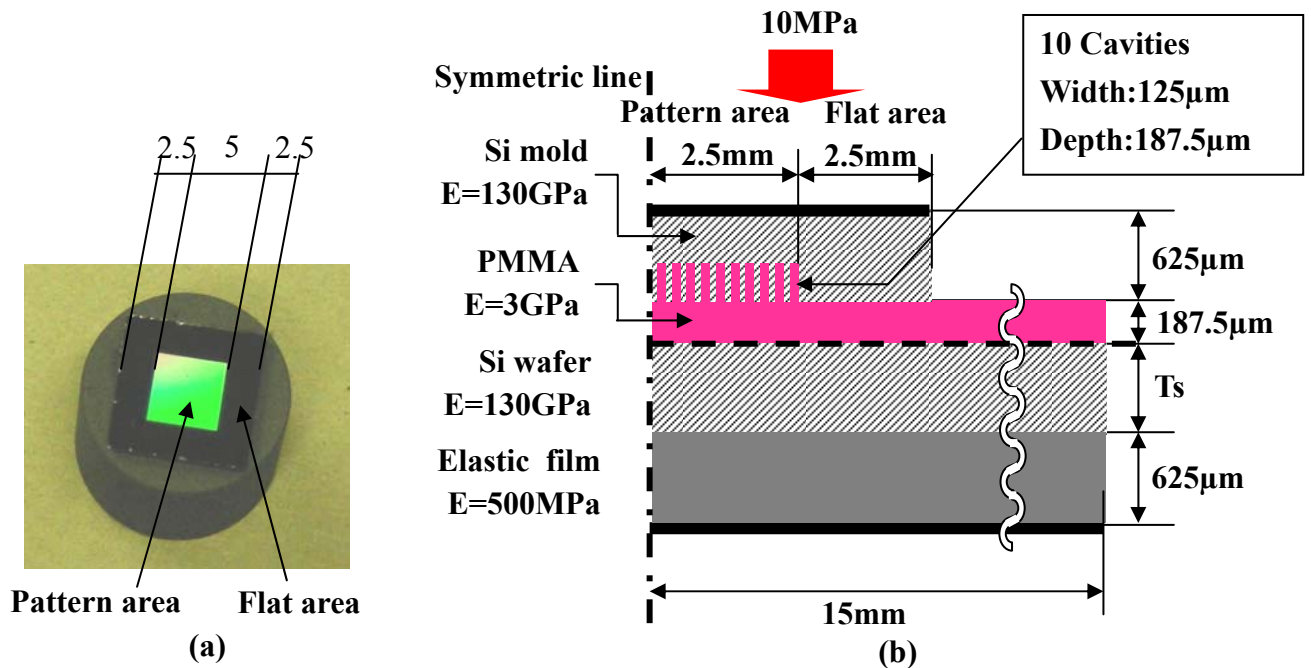 2.5 5 2.5
Pattern area
Flat area
(a)
10MPa
Symmetric line
Pattern area
Flat area
2.5mm
2.5mm
10 Cavities
Width:125μm
Depth:187.5μm
Si mold
E=130GPa
PMMA
E=3GPa
Si wafer
E=130GPa
Elastic film
E=500MPa
625μm
187.5μm
Ts
625μm
15mm
(b)